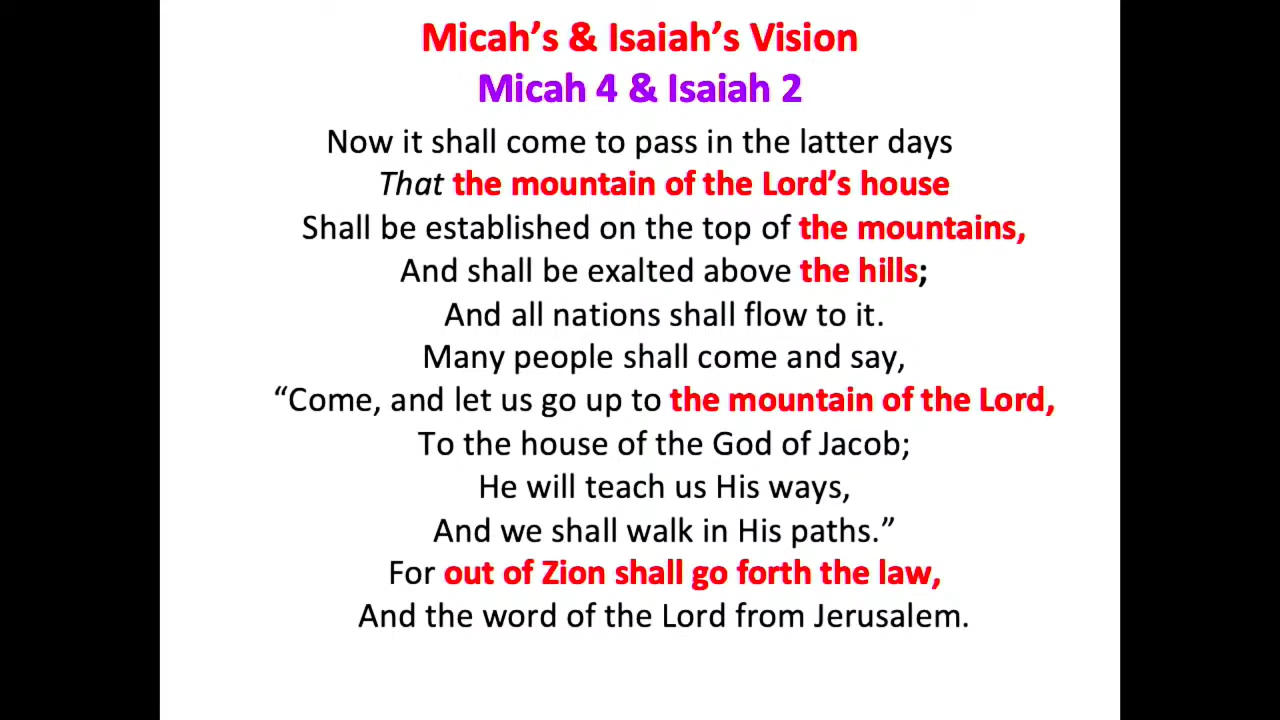 Micah’s & Isaiah’s Vision
Micah 4 & Isaiah 2
Now it shall come to pass in the latter days
That the mountain of the Lord’s house
Shall be established on the top of the mountains,
And shall be exalted above the hills;
And all nations shall flow to it.
Many people shall come and say,
“Come, and let us go up to the mountain of the Lord,
To the house of the God of Jacob;
He will teach us His ways,
And we shall walk in His paths.”
For out of Zion shall go forth the law,
And the word of the Lord from Jerusalem.